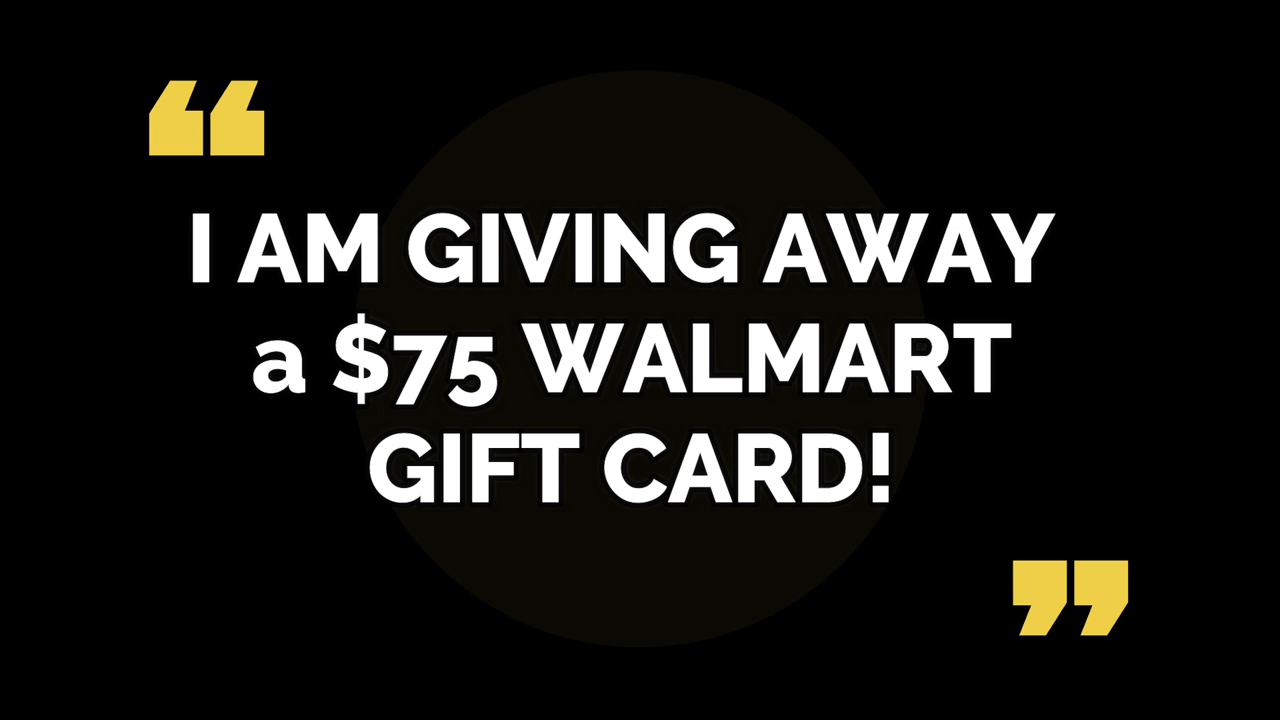 “
I AM GIVING AWAY
a $75 WALMART
GIFT CARD!
”